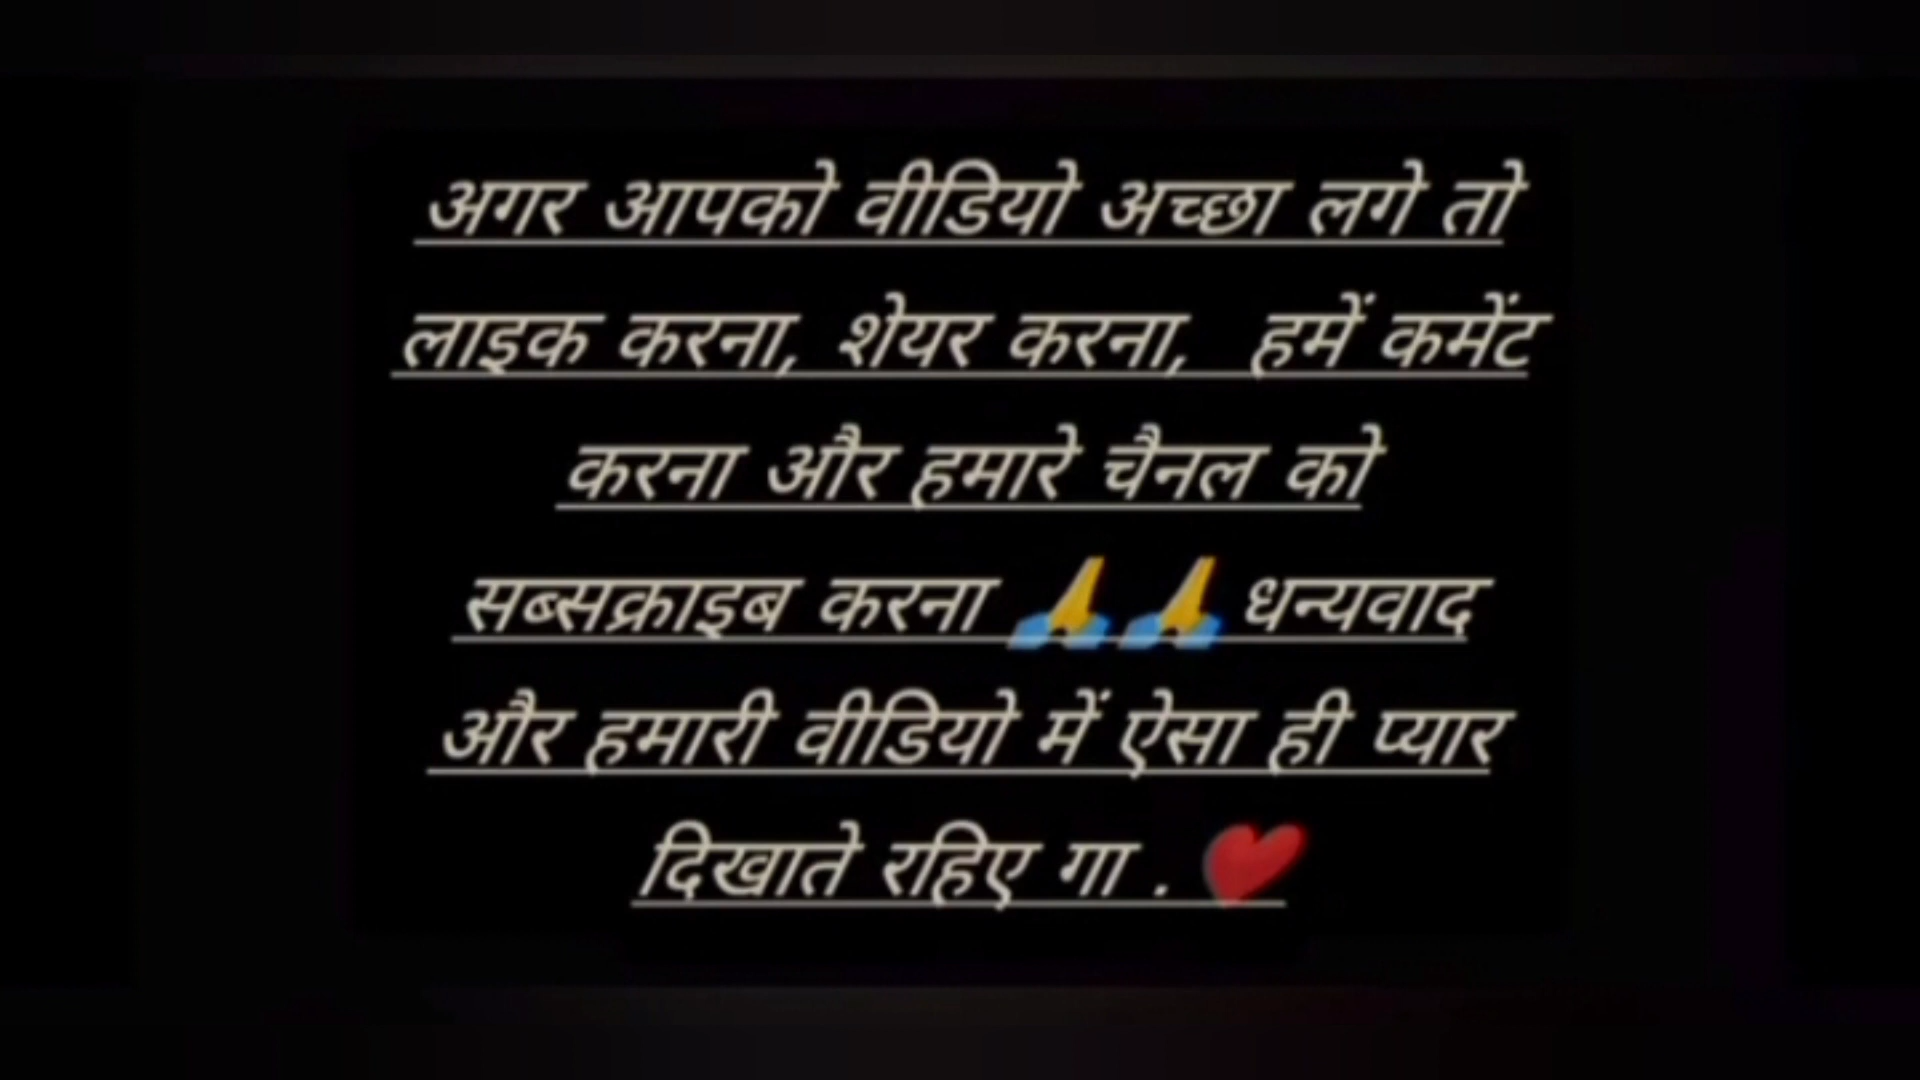 अगर आपको वीडियो अच्छा लगे तो
लाइक करना, शेयर करना,  हमें कमेंट
करना और हमारे चैनल को
सब्सक्राइब करना 🙏🙏 धन्यवाद
और हमारी वीडियो में ऐसा ही प्यार
दिखाते रहिए गा . ❤️